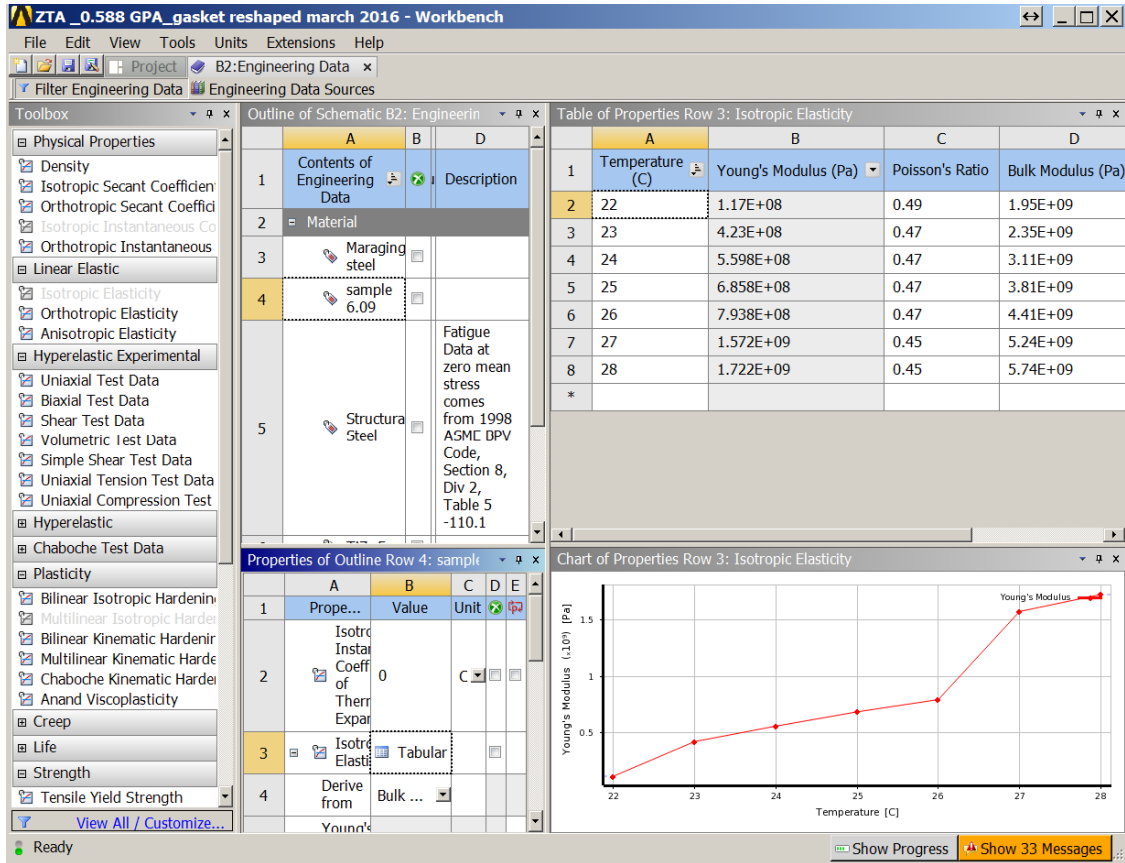 ZTA _0.588 GPA_gasket reshaped march 2016 - Workbench
File Edit View Tools Units Extensions Help
Project B2:Engineering Data
Filter Engineering Data Engineering Data Sources
Toolbox
Physical Properties
Density
Isotropic Secant Coefficient
Orthotropic Secant Coeffici
Isotropic Instantaneous Co
Orthotropic Instantaneous
Linear Elastic
Isotropic Elasticity
Orthotropic Elasticity
Anisotropic Elasticity
Hyperelastic Experimental
Uniaxial Test Data
Biaxial Test Data
Shear Test Data
Volumetric Test Data
Simple Shear Test Data
Uniaxial Tension Test Data
Uniaxial Compression Test
Hyperelastic
Chaboche Test Data
Plasticity
Bilinear Isotropic Hardenin
Multilinear Isotropic Harder
Bilinear Kinematic Hardenir
Multilinear Kinematic Harde
Chaboche Kinematic Harder
Anand Viscoplasticity
Creep
Life
Strength
Tensile Yield Strength
View All / Customize...
Outline of Schematic B2: Engineerin
A B D
1 Contents of Engineering Data Description
2 Material
3 Maraging steel
4 sample 6.09
5 Structura Steel
Fatigue
Data at
zero mean
stress
comes
from 1998
ASME BPV
Code,
Section 8,
Div 2,
Table 5
-110.1
Properties of Outline Row 4: sample
A B C D E
1 Prope... Value Unit
2 Isotro Instar Coeff of Therr Expar 0 C
3 Isotro Elasti Tabular
4 Derive from Bulk ...
Young's
Table of Properties Row 3: Isotropic Elasticity
A B C D
1 Temperature (C) Young's Modulus (Pa) Poisson's Ratio Bulk Modulus (Pa)
2 22 1.17E+08 0.49 1.95E+09
3 23 4.23E+08 0.47 2.35E+09
4 24 5.598E+08 0.47 3.11E+09
5 25 6.858E+08 0.47 3.81E+09
6 26 7.938E+08 0.47 4.41E+09
7 27 1.572E+09 0.45 5.24E+09
8 28 1.722E+09 0.45 5.74E+09
*
Chart of Properties Row 3: Isotropic Elasticity
Young's Modulus
Young's Modulus (.10⁹) [Pa]
1.5
1
0.5
22 23 24 25 26 27 28
Temperature [C]
Ready
Show Progress Show 33 Messages